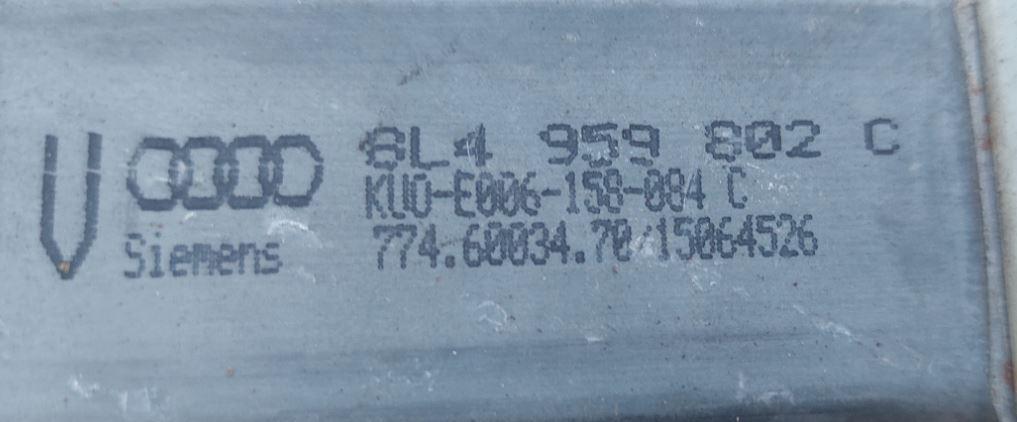 8L4 959 802 C
KUO-E006-158-084 C
Siemens
774.60034.70/15064526